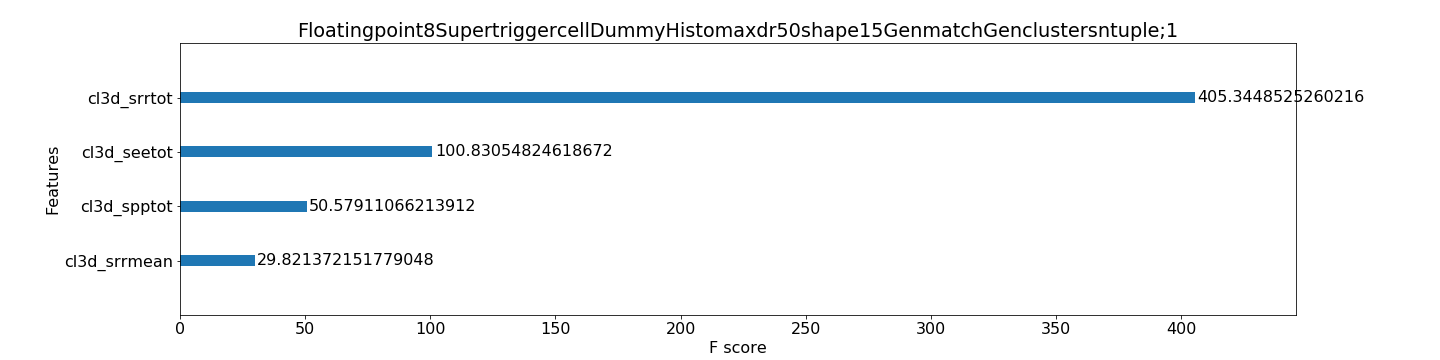 Floatingpoint8SupertriggercellDummyHistomaxdr50shape15GenmatchGenclustersntuple;1
cl3d_srrtot 405.3448525260216
cl3d_seetot 100.83054824618672
cl3d_spptot 50.57911066213912
cl3d_srrmean 29.821372151779048
Features
0 50 100 150 200 250 300 350 400
F score